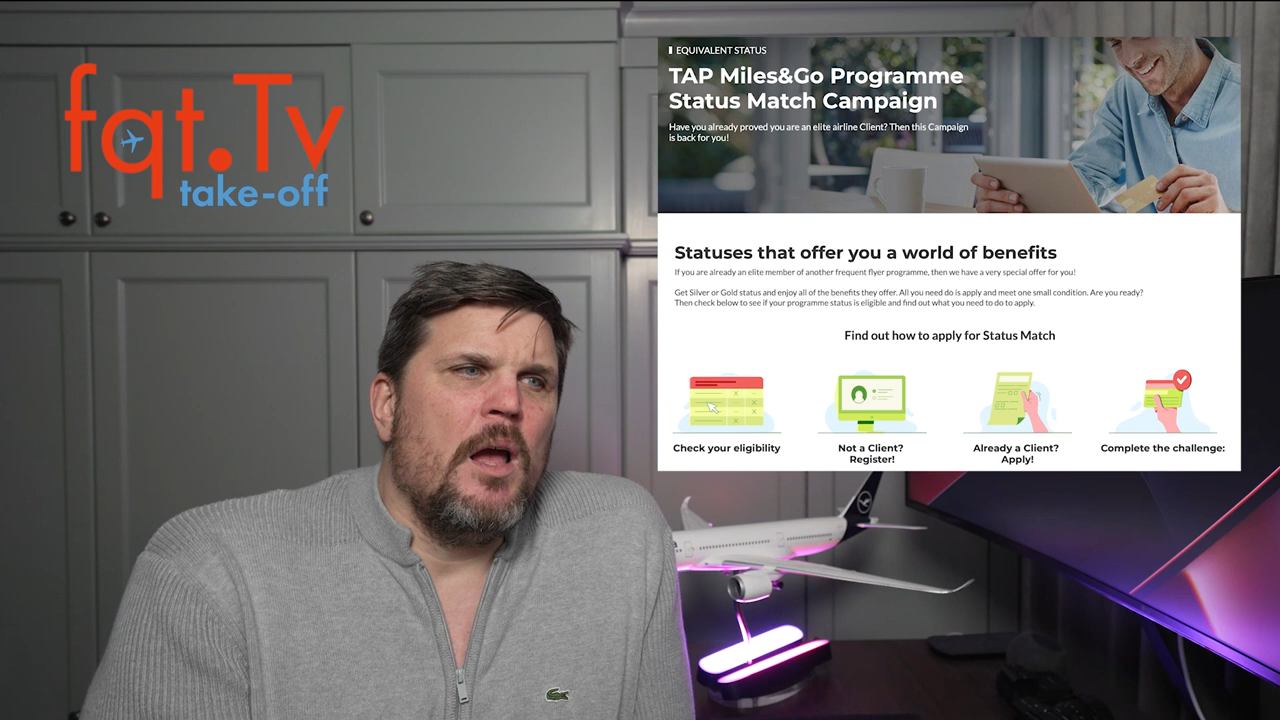 fqt.Tv
take-off
EQUIVALENT STATUS
TAP Miles&Go Programme
Status Match Campaign
Have you already proved you are an elite airline Client? Then this Campaign
is back for you!
Statuses that offer you a world of benefits
If you are already an elite member of another frequent flyer programme, then we have a very special offer for you!
Get Silver or Gold status and enjoy all of the benefits they offer. All you need do is apply and meet one small condition. Are you ready?
Then check below to see if your programme status is eligible and find out what you need to do to apply.
Find out how to apply for Status Match
Check your eligibility
Not a Client?
Register!
Already a Client?
Apply!
Complete the challenge: